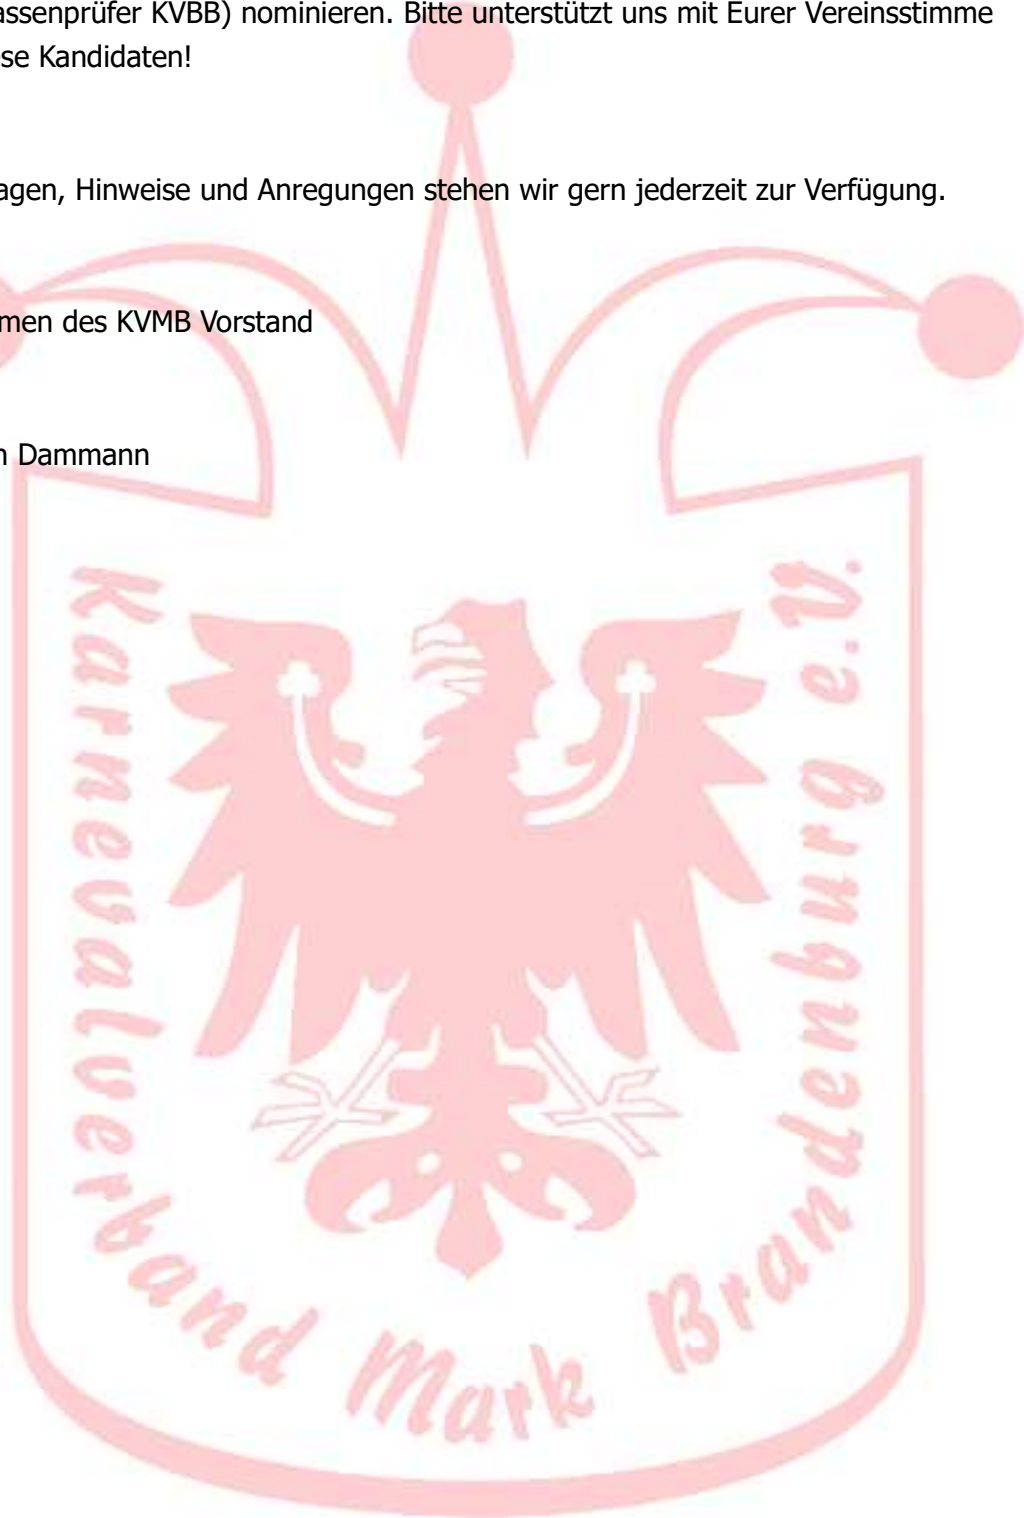 assenprüfer KVBB) nominieren. Bitte unterstützt uns mit Eurer Vereinsstimme
se Kandidaten!
agen, Hinweise und Anregungen stehen wir gern jederzeit zur Verfügung.
men des KVMB Vorstand
n Dammann
Karnevalverband Mark Brandenburg e.V.